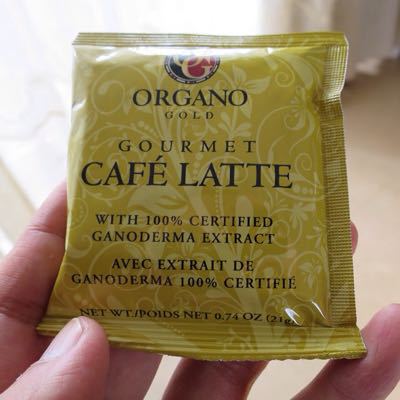 ORGANO
GOLD
GOURMET
CAFÉ LATTE
WITH 100% CERTIFIED
GANODERMA EXTRACT
AVEC EXTRAIT DE
GANODERMA 100% CERTIFIÉ
NET WT./POIDS NET 0.74 OZ (21g)